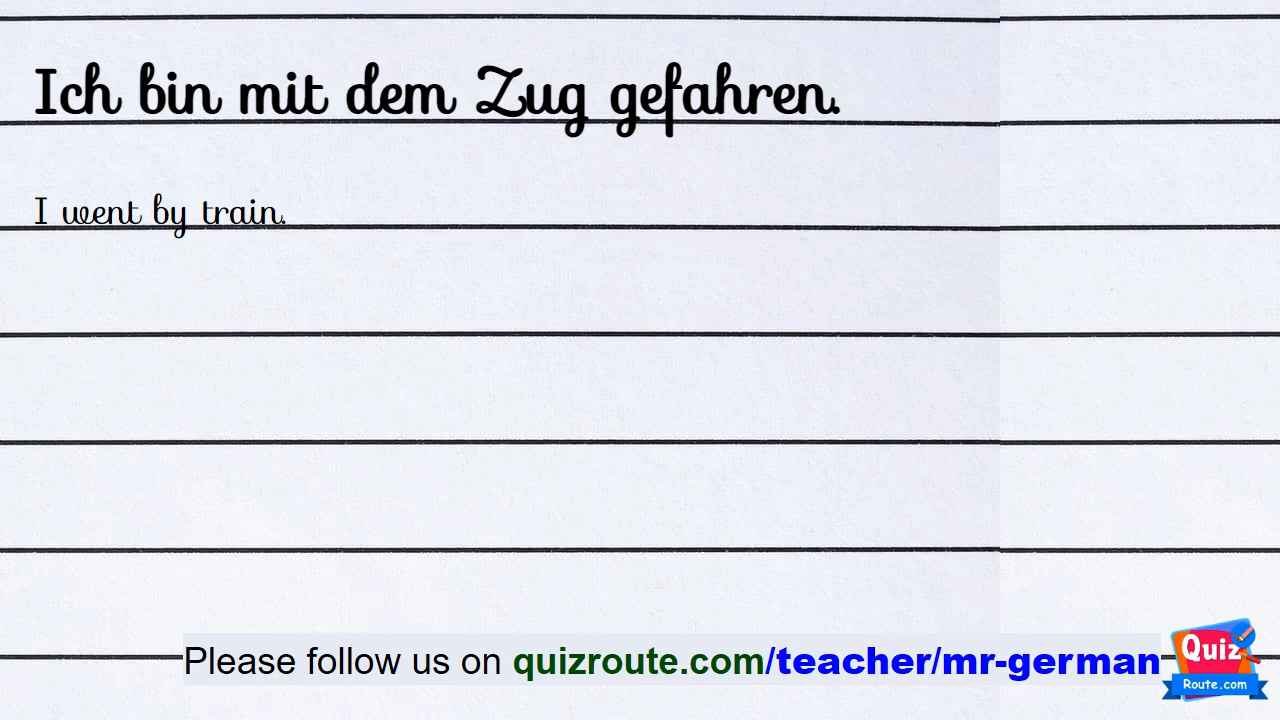 Ich bin mit dem Zug gefahren.
I went by train.
Please follow us on quizroute.com/teacher/mr-german
Quiz
Route.com